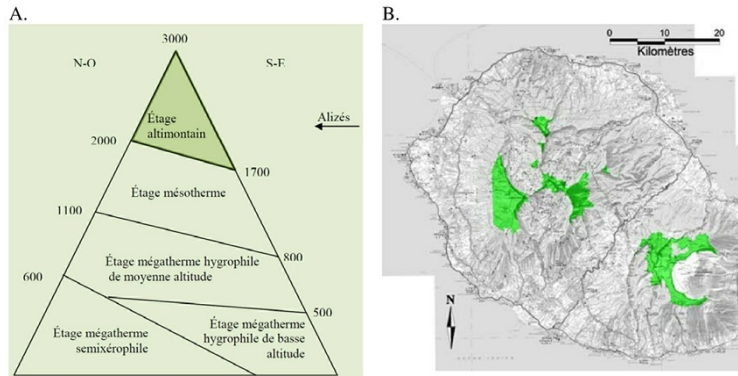 A.
3000
N-O
S-E
Étage
altimontain
Alizés
2000
1700
Étage mésotherme
1100
800
Étage mégatherme hygrophile
de moyenne altitude
600
500
Étage mégatherme
semixérophile
Étage mégatherme
hygrophile de basse
altitude
B.
0 10 20
Kilomètres
N